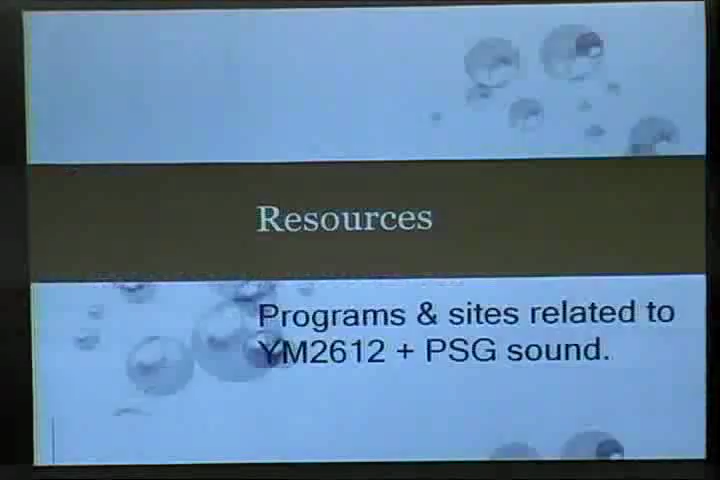 Resources
Programs & sites related to
YM2612 + PSG sound.